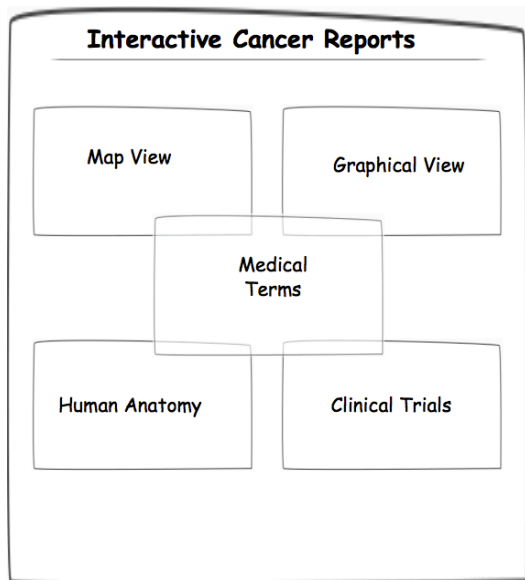 Interactive Cancer Reports
Map View
Graphical View
Medical
Terms
Human Anatomy
Clinical Trials